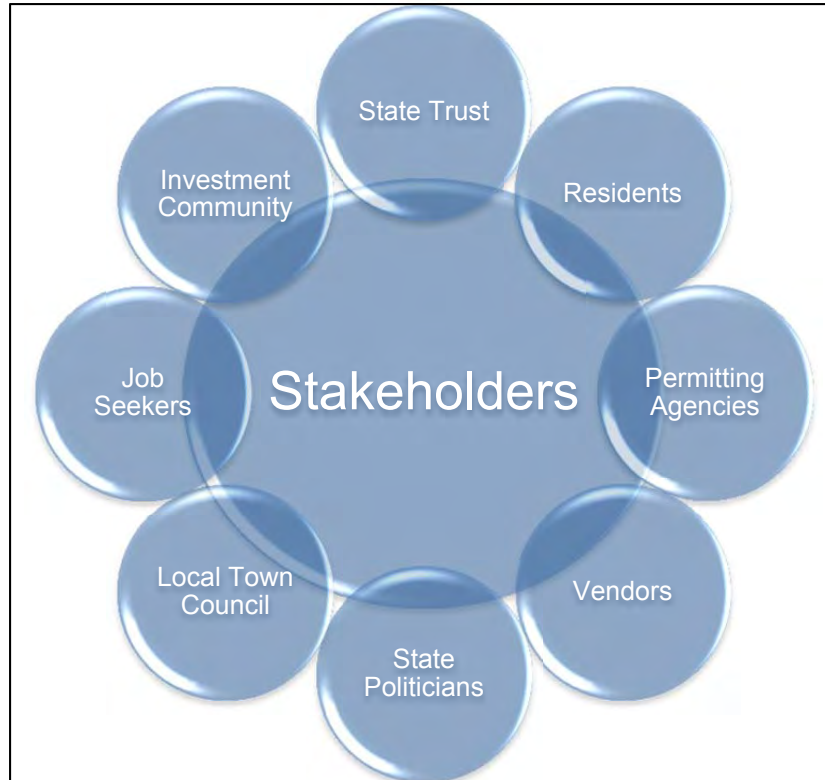 State Trust
Residents
Permitting
Agencies
Vendors
State
Politicians
Local Town
Council
Job
Seekers
Investment
Community
Stakeholders